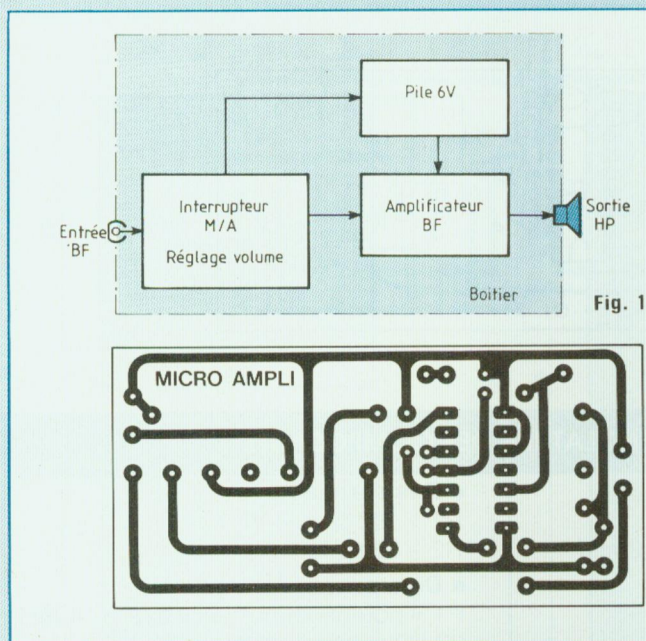 Pile 6V
Entrée
BF
Interrupteur
M/A
Réglage volume
Amplificateur
BF
Sortie
HP
Boitier
Fig. 1
MICRO AMPLI